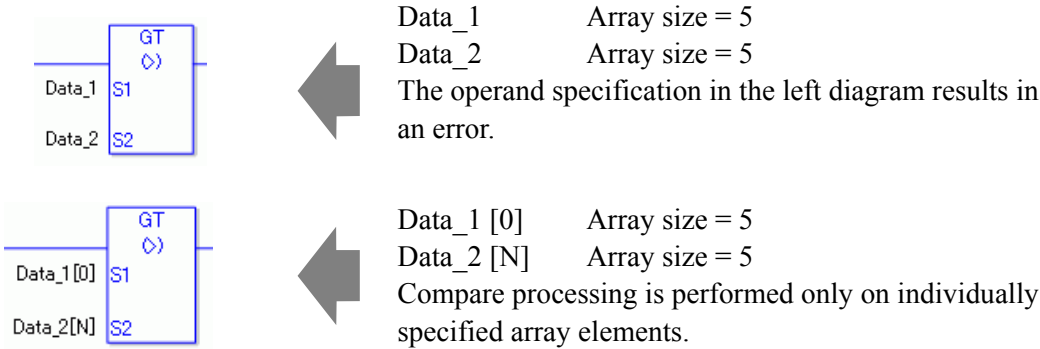 GT
(>)
Data_1 S1
Data_2 S2
Data_1 Array size = 5
Data_2 Array size = 5
The operand specification in the left diagram results in
an error.
GT
(>)
Data_1[0] S1
Data_2[N] S2
Data_1 [0] Array size = 5
Data_2 [N] Array size = 5
Compare processing is performed only on individually
specified array elements.